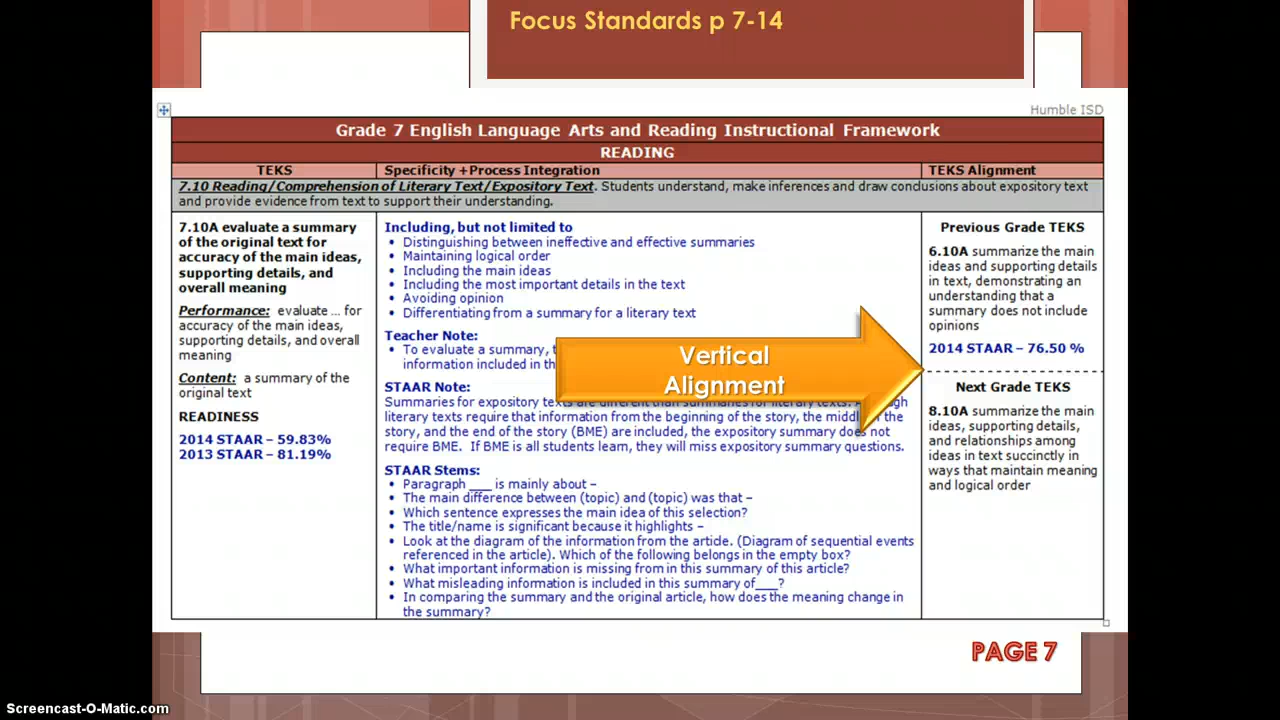 Focus Standards p 7-14
Humble ISD
Grade 7 English Language Arts and Reading Instructional Framework
READING
TEKS
Specificity +Process Integration
TEKS Alignment
7.10 Reading/Comprehension of Literary Text/Expository Text. Students understand, make inferences and draw conclusions about expository text
and provide evidence from text to support their understanding.
7.10A evaluate a summary
of the original text for
accuracy of the main ideas,
supporting details, and
overall meaning
Performance: evaluate … for
accuracy of the main ideas,
supporting details, and overall
meaning
Content: a summary of the
original text
READINESS
2014 STAAR – 59.83%
2013 STAAR – 81.19%
Including, but not limited to
• Distinguishing between ineffective and effective summaries
• Maintaining logical order
• Including the main ideas
• Including the most important details in the text
• Avoiding opinion
• Differentiating from a summary for a literary text
Teacher Note:
• To evaluate a summary,
information included in
STAAR Note:
Summaries for expository texts are different than summaries for literary texts.
literary texts require that information from the beginning of the story, the middle of the
story, and the end of the story (BME) are included, the expository summary does not
require BME. If BME is all students learn, they will miss expository summary questions.
STAAR Stems:
• Paragraph ___ is mainly about –
• The main difference between (topic) and (topic) was that –
• Which sentence expresses the main idea of this selection?
• The title/name is significant because it highlights –
• Look at the diagram of the information from the article. (Diagram of sequential events
referenced in the article). Which of the following belongs in the empty box?
• What important information is missing from in this summary of this article?
• What misleading information is included in this summary of___?
• In comparing the summary and the original article, how does the meaning change in
the summary?
Vertical
Alignment
Previous Grade TEKS
6.10A summarize the main
ideas and supporting details
in text, demonstrating an
understanding that a
summary does not include
opinions
2014 STAAR – 76.50 %
Next Grade TEKS
8.10A summarize the main
ideas, supporting details,
and relationships among
ideas in text succinctly in
ways that maintain meaning
and logical order
PAGE 7
Screencast-O-Matic.com